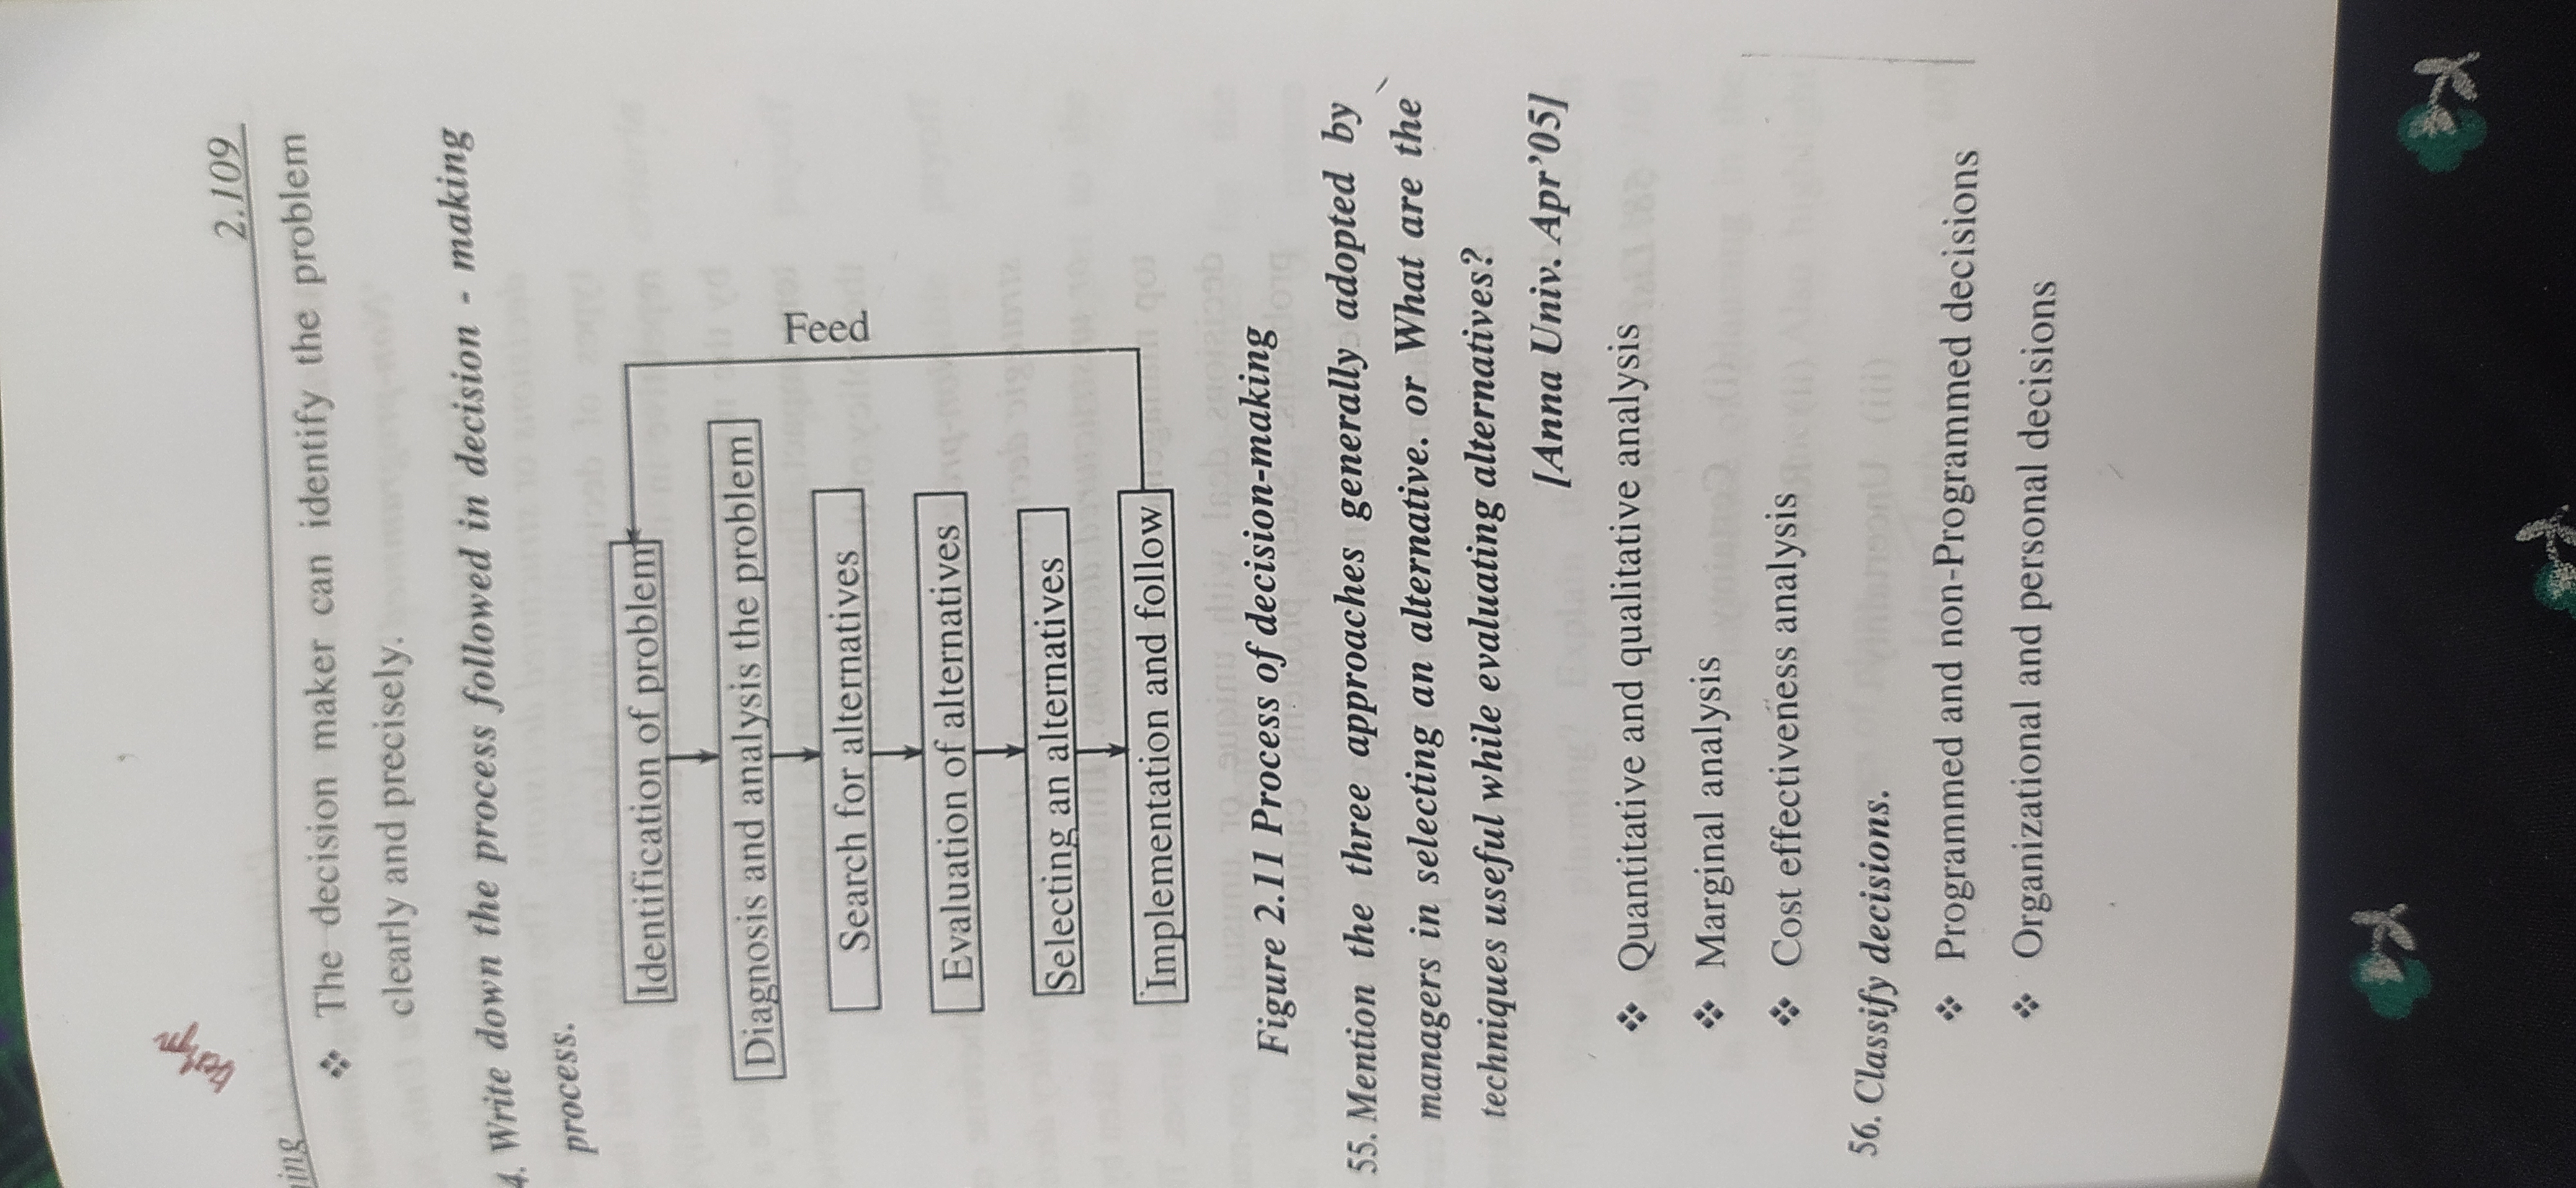 2.109
ing
❖ The decision maker can identify the problem
clearly and precisely.
4. Write down the process followed in decision - making
process.
Identification of problem
Diagnosis and analysis the problem
Search for alternatives
Evaluation of alternatives
Selecting an alternatives
Implementation and follow
Feed
Figure 2.11 Process of decision-making
55. Mention the three approaches generally adopted by
managers in selecting an alternative. or What are the
techniques useful while evaluating alternatives?
[Anna Univ. Apr’05]
❖ Quantitative and qualitative analysis
❖ Marginal analysis
❖ Cost effectiveness analysis
56. Classify decisions.
❖ Programmed and non-Programmed decisions
❖ Organizational and personal decisions